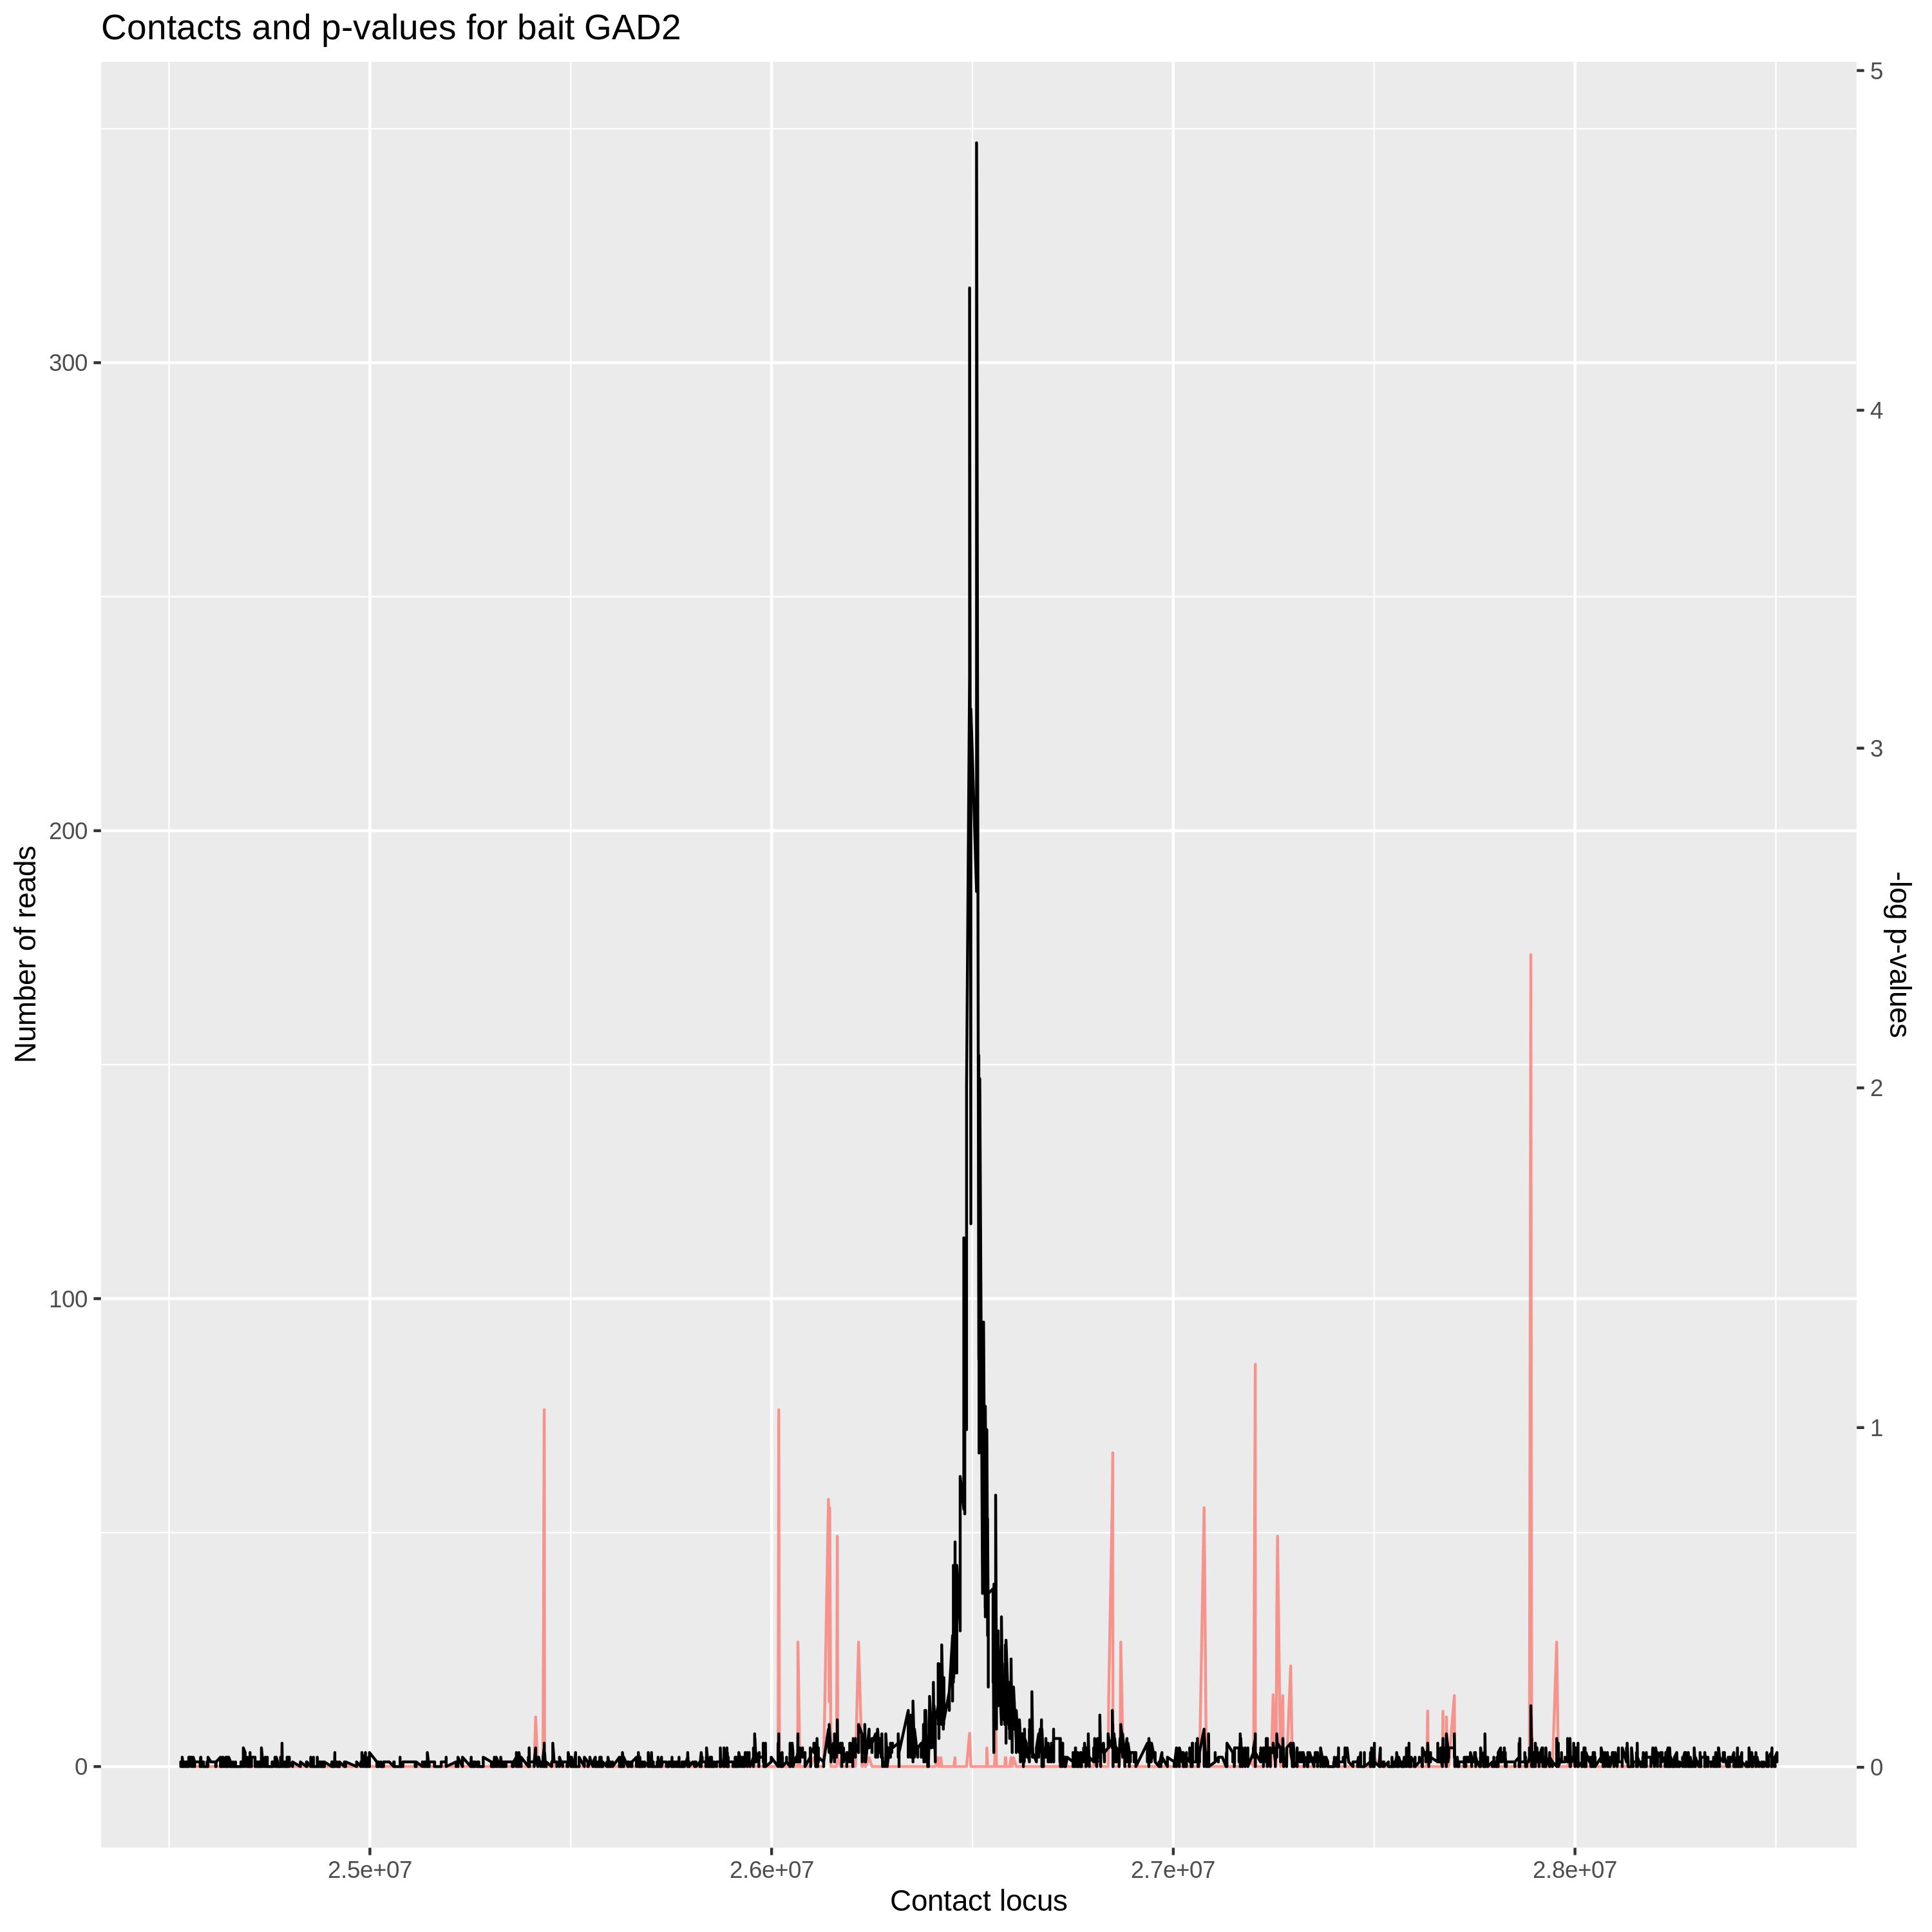 Contacts and p-values for bait GAD2
5
4
3
2
1
0
300
200
100
0
Number of reads
-log p-values
2.5e+07 2.6e+07 2.7e+07 2.8e+07
Contact locus